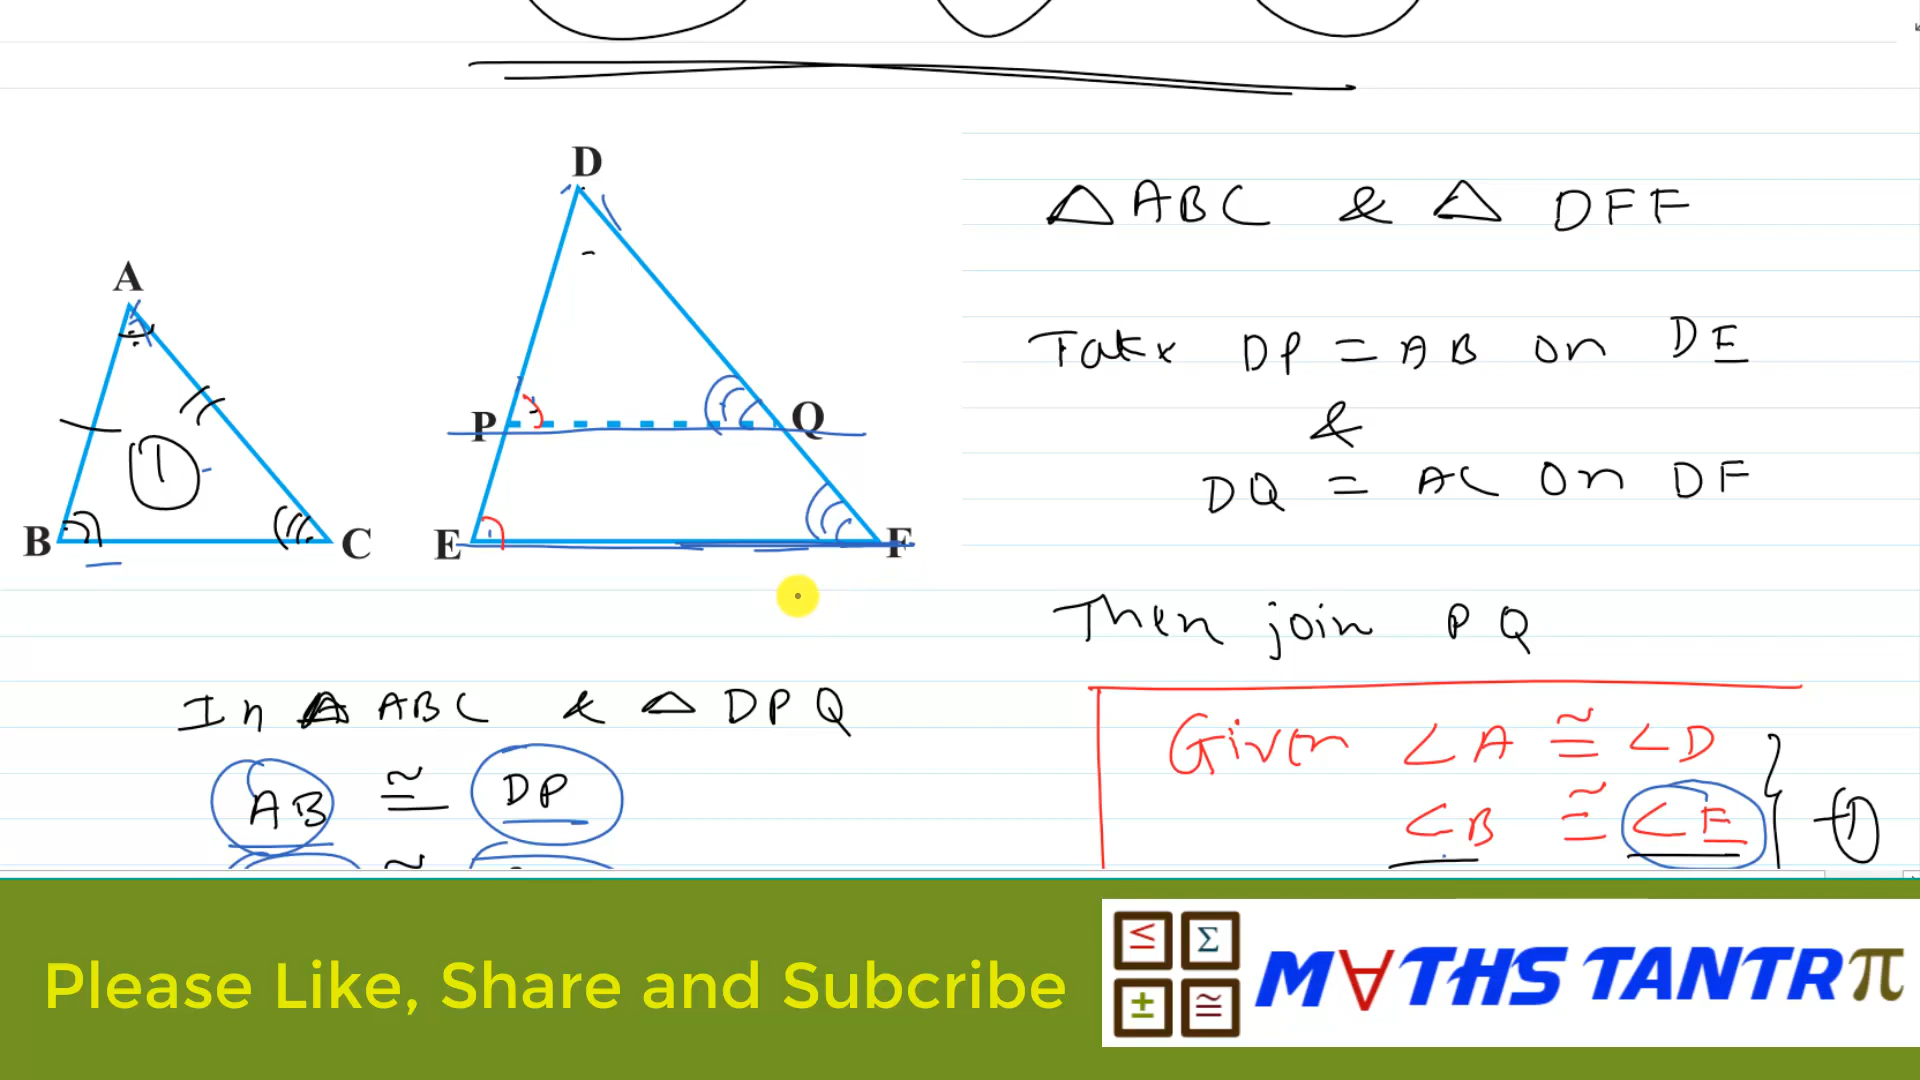 D
A
P
Q
B
C
E
F
1
△ ABC & △ DFF
Take DP = AB on DE
&
DQ = AC on DF
Then join PQ
In △ ABC & △ DPQ
AB ≅ DP
≅
Given ∠A ≅ ∠D
∠B ≅ ∠E
1
Please Like, Share and Subcribe
≤ Σ
± ≅
M∀THS TANTRπ